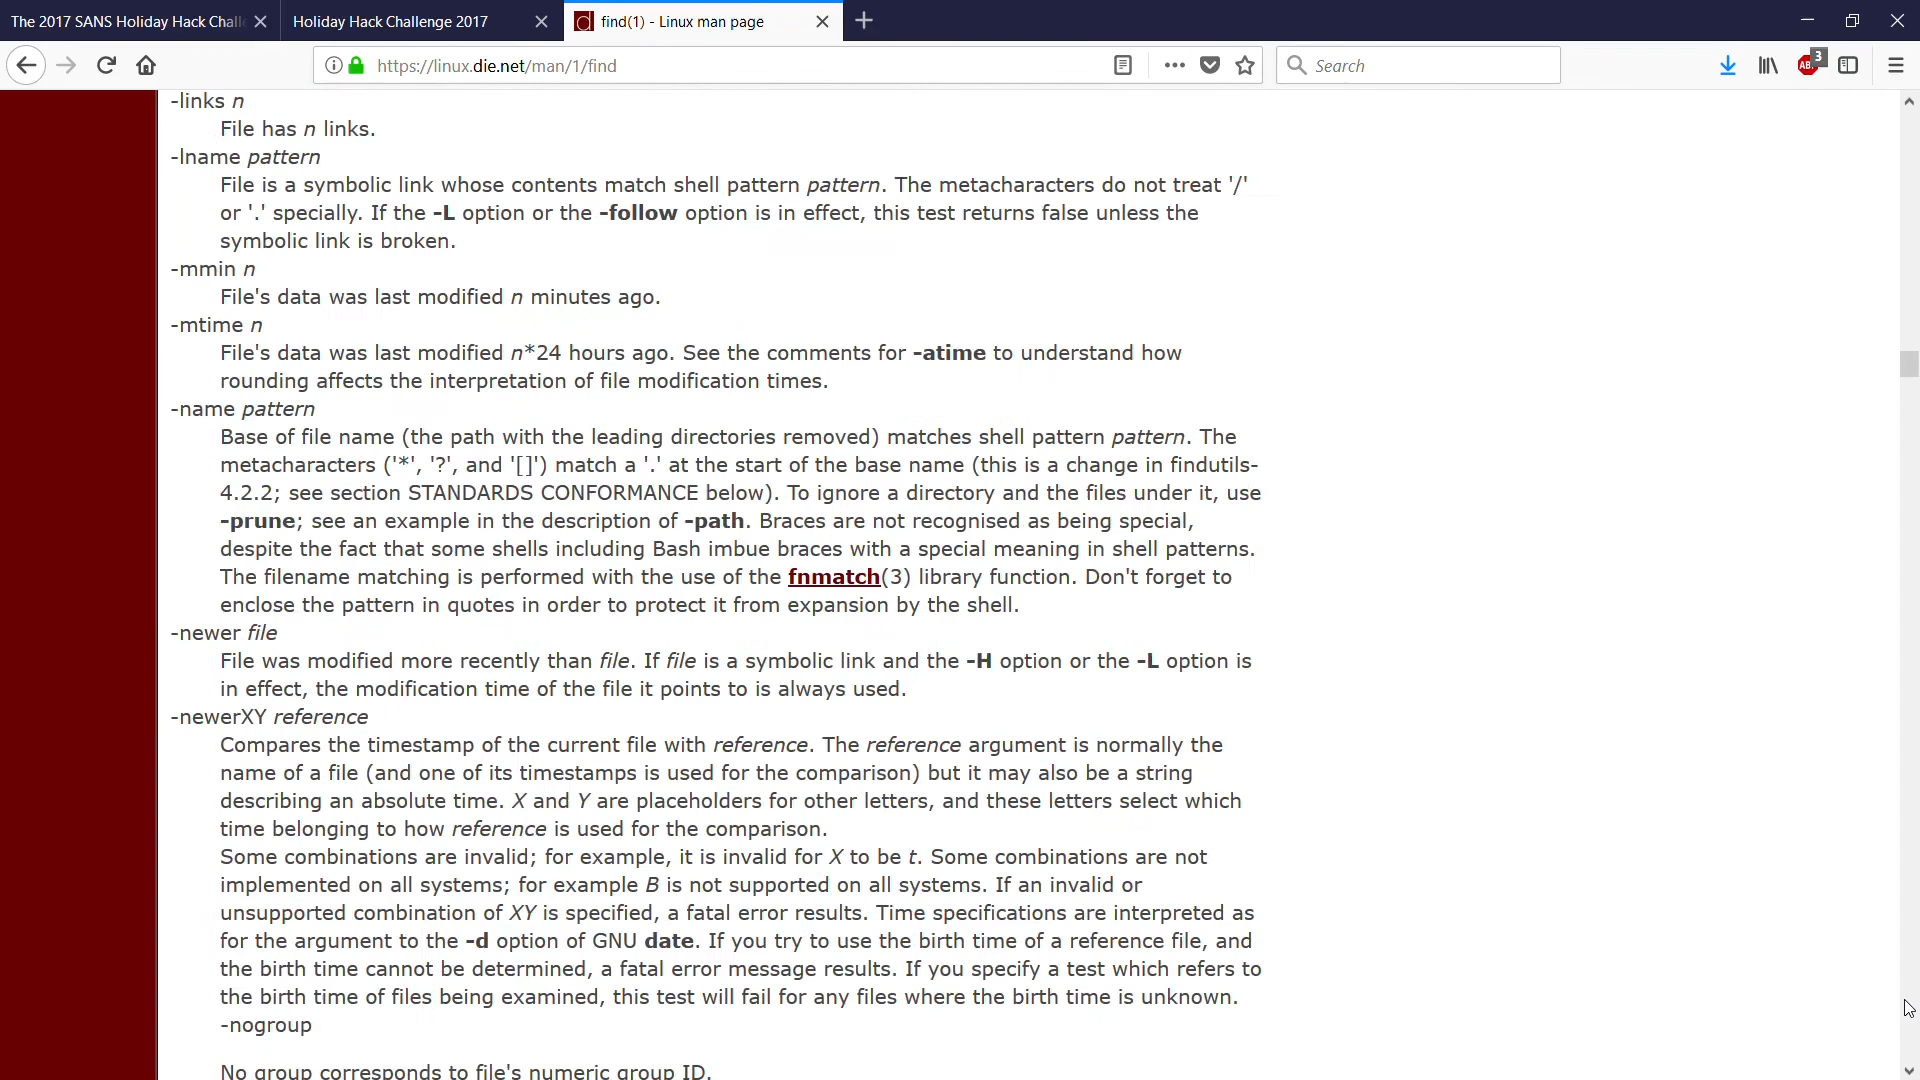 The 2017 SANS Holiday Hack Chall
Holiday Hack Challenge 2017
find(1) - Linux man page
https://linux.die.net/man/1/find
Search
ABP
3
-links n
File has n links.
-lname pattern
File is a symbolic link whose contents match shell pattern pattern. The metacharacters do not treat '/'
or '.' specially. If the -L option or the -follow option is in effect, this test returns false unless the
symbolic link is broken.
-mmin n
File's data was last modified n minutes ago.
-mtime n
File's data was last modified n*24 hours ago. See the comments for -atime to understand how
rounding affects the interpretation of file modification times.
-name pattern
Base of file name (the path with the leading directories removed) matches shell pattern pattern. The
metacharacters ('*', '?', and '[]') match a '.' at the start of the base name (this is a change in findutils-
4.2.2; see section STANDARDS CONFORMANCE below). To ignore a directory and the files under it, use
-prune; see an example in the description of -path. Braces are not recognised as being special,
despite the fact that some shells including Bash imbue braces with a special meaning in shell patterns.
The filename matching is performed with the use of the fnmatch(3) library function. Don't forget to
enclose the pattern in quotes in order to protect it from expansion by the shell.
-newer file
File was modified more recently than file. If file is a symbolic link and the -H option or the -L option is
in effect, the modification time of the file it points to is always used.
-newerXY reference
Compares the timestamp of the current file with reference. The reference argument is normally the
name of a file (and one of its timestamps is used for the comparison) but it may also be a string
describing an absolute time. X and Y are placeholders for other letters, and these letters select which
time belonging to how reference is used for the comparison.
Some combinations are invalid; for example, it is invalid for X to be t. Some combinations are not
implemented on all systems; for example B is not supported on all systems. If an invalid or
unsupported combination of XY is specified, a fatal error results. Time specifications are interpreted as
for the argument to the -d option of GNU date. If you try to use the birth time of a reference file, and
the birth time cannot be determined, a fatal error message results. If you specify a test which refers to
the birth time of files being examined, this test will fail for any files where the birth time is unknown.
-nogroup
No group corresponds to file's numeric group ID.